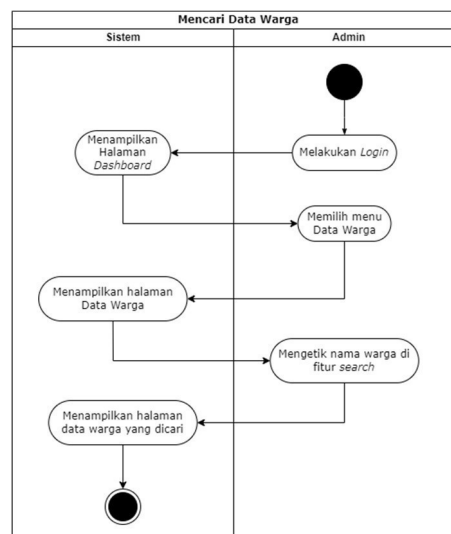 Mencari Data Warga
Sistem
Admin
Melakukan Login
Menampilkan
Halaman
Dashboard
Memilih menu
Data Warga
Menampilkan halaman
Data Warga
Mengetik nama warga di
fitur search
Menampilkan halaman
data warga yang dicari